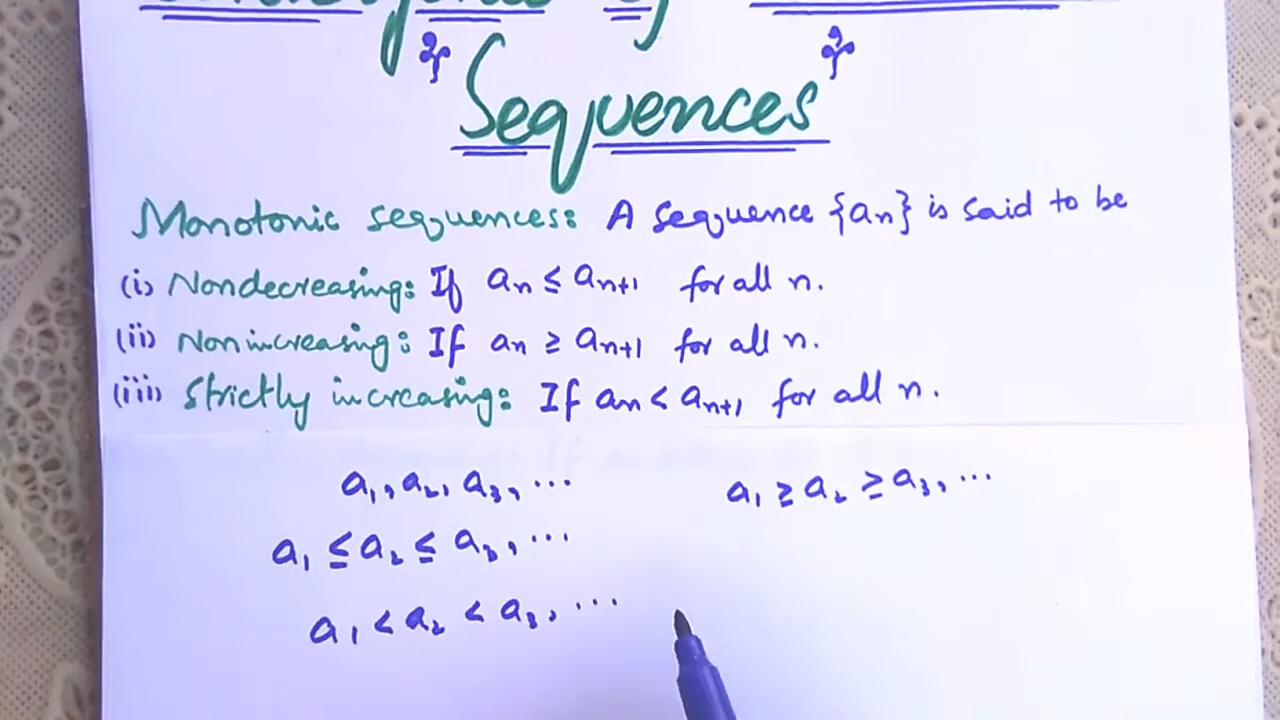 of
Sequences
Monotonic sequences: A sequence {an} is said to be
(i) Nondecreasing: If an ≤ an+1 for all n.
(ii) Nonincreasing: If an ≥ an+1 for all n.
(iii) Strictly increasing: If an < an+1 for all n.
a1, a2, a3, ...
a1 ≥ a2 ≥ a3, ...
a1 ≤ a2 ≤ a3, ...
a1 < a2 < a3, ...